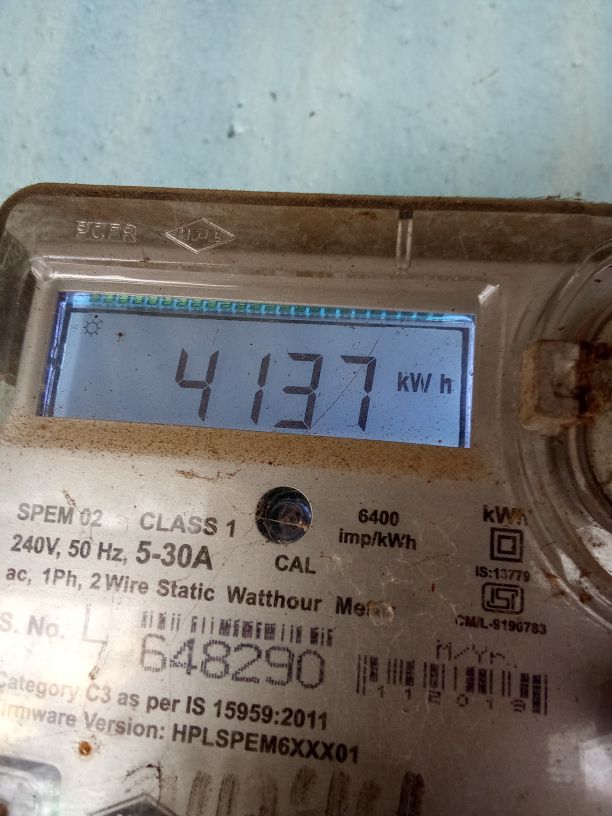 HPL
4137 kWh
SPEM 02 CLASS 1 6400 kWh
240V, 50 Hz, 5-30A CAL imp/kWh
IS:13779
ac, 1Ph, 2 Wire Static Watthour Meter
CM/L-9196783
S. No. L
648290 M/Yr.
Category C3 as per IS 15959:2011
Firmware Version: HPLSPEM6XXX01